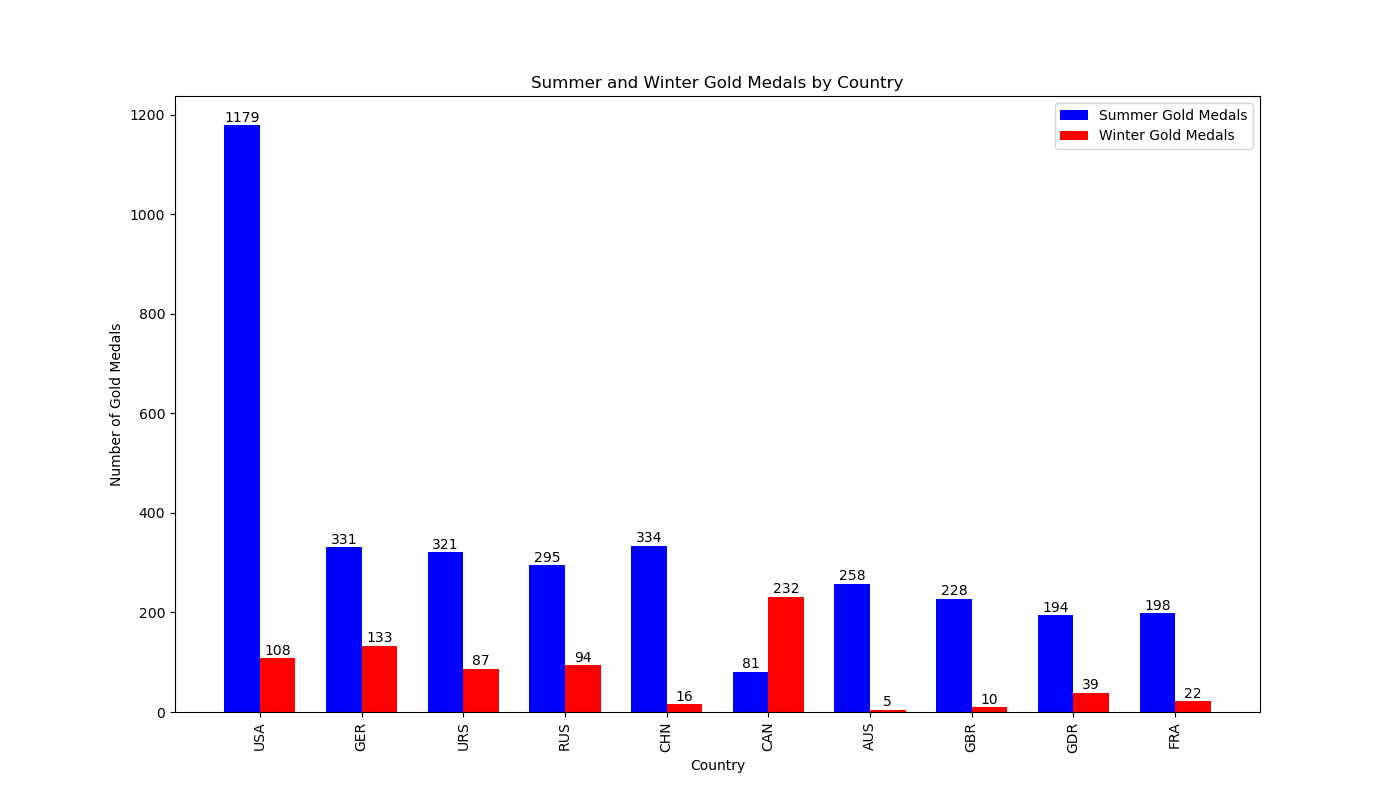 Summer and Winter Gold Medals by Country
Summer Gold Medals
Winter Gold Medals
Number of Gold Medals
1200
1000
800
600
400
200
0
1179
108
331
133
321
87
295
94
334
16
81
232
258
5
228
10
194
39
198
22
USA
GER
URS
RUS
CHN
CAN
AUS
GBR
GDR
FRA
Country